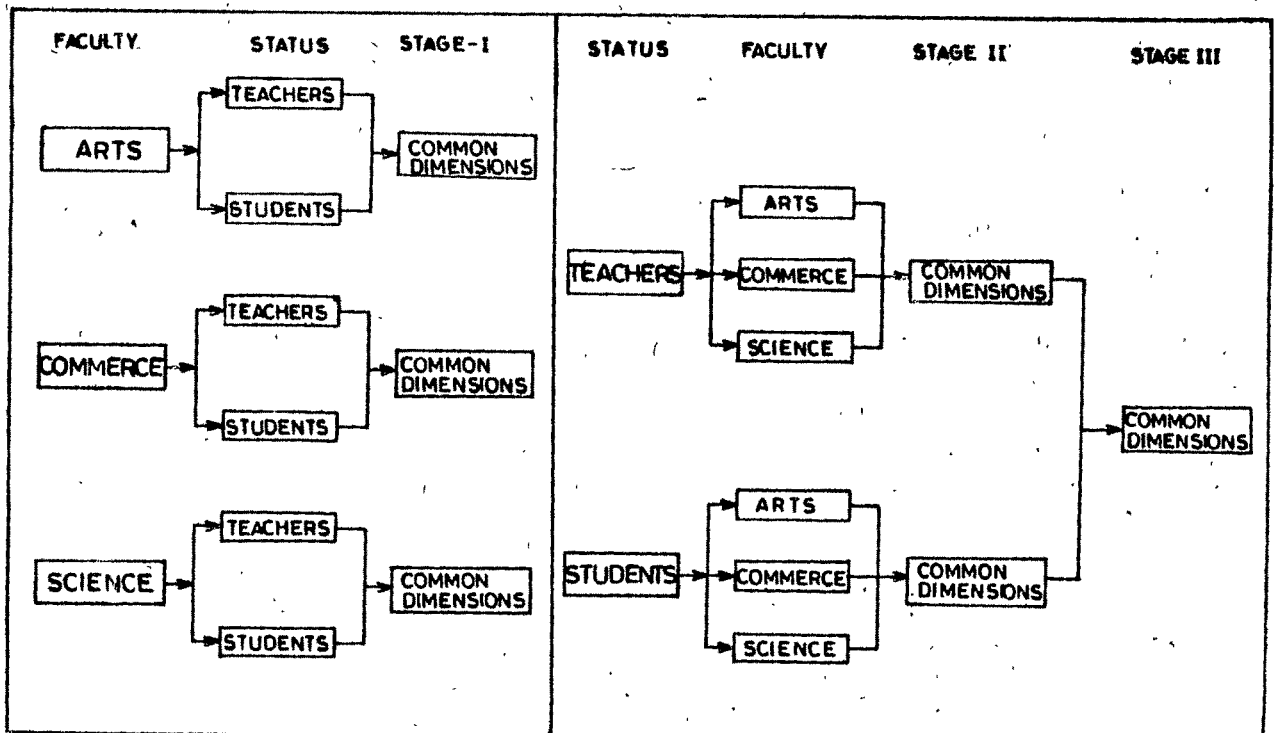 FACULTY. STATUS STAGE-I
TEACHERS
ARTS
COMMON
DIMENSIONS
STUDENTS
TEACHERS
COMMERCE
COMMON
DIMENSIONS
STUDENTS
TEACHERS
SCIENCE
COMMON
DIMENSIONS
STUDENTS
STATUS FACULTY STAGE II STAGE III
ARTS
TEACHERS
COMMERCE
COMMON
DIMENSIONS
SCIENCE
COMMON
DIMENSIONS
ARTS
STUDENTS
COMMERCE
COMMON
DIMENSIONS
SCIENCE